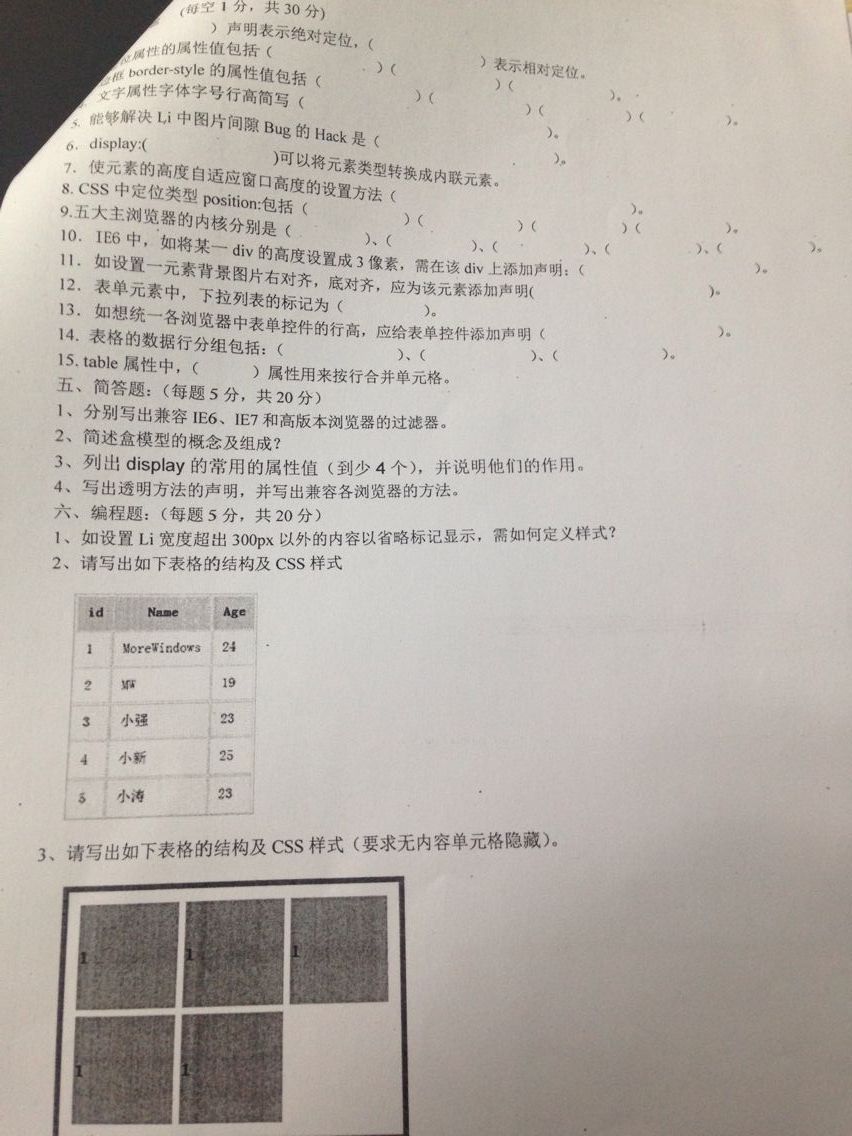 (每空 1 分，共 30 分)
）声明表示绝对定位，（ ）表示相对定位。
位属性的属性值包括（ ）（ ）（ ）。
边框 border-style 的属性值包括（ ）（ ）（ ）（ ）。
文字属性字体字号行高简写（ ）。
5. 能够解决 Li 中图片间隙 Bug 的 Hack 是（ ）。
6. display:( )可以将元素类型转换成内联元素。
7. 使元素的高度自适应窗口高度的设置方法（ ）。
8. CSS 中定位类型 position:包括（ ）（ ）（ ）（ ）。
9.五大主浏览器的内核分别是（ ）、（ ）、（ ）、（ ）、（ ）。
10. IE6 中，如将某一 div 的高度设置成 3 像素，需在该 div 上添加声明：（ ）。
11. 如设置一元素背景图片右对齐，底对齐，应为该元素添加声明( )。
12. 表单元素中，下拉列表的标记为（ ）。
13. 如想统一各浏览器中表单控件的行高，应给表单控件添加声明（ ）。
14. 表格的数据行分组包括：（ ）、（ ）、（ ）。
15. table 属性中，（ ）属性用来按行合并单元格。
五、简答题：（每题 5 分，共 20 分）
1、分别写出兼容 IE6、IE7 和高版本浏览器的过滤器。
2、简述盒模型的概念及组成？
3、列出 display 的常用的属性值（到少 4 个），并说明他们的作用。
4、写出透明方法的声明，并写出兼容各浏览器的方法。
六、编程题：（每题 5 分，共 20 分）
1、如设置 Li 宽度超出 300px 以外的内容以省略标记显示，需如何定义样式？
2、请写出如下表格的结构及 CSS 样式
id Name Age
1 MoreWindows 24
2 MW 19
3 小强 23
4 小新 25
5 小涛 23
3、请写出如下表格的结构及 CSS 样式（要求无内容单元格隐藏）。
1 1 1
1 1